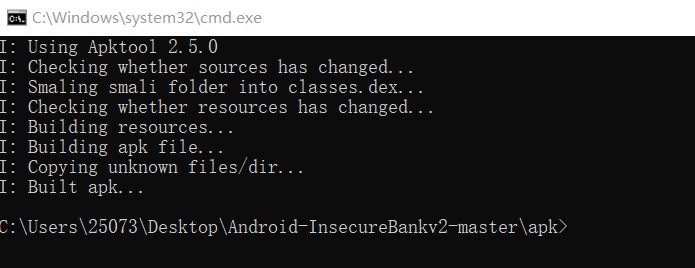 C:\Windows\system32\cmd.exe
I: Using Apktool 2.5.0
I: Checking whether sources has changed...
I: Smaling smali folder into classes.dex...
I: Checking whether resources has changed...
I: Building resources...
I: Building apk file...
I: Copying unknown files/dir...
I: Built apk...
C:\Users\25073\Desktop\Android-InsecureBankv2-master\apk>